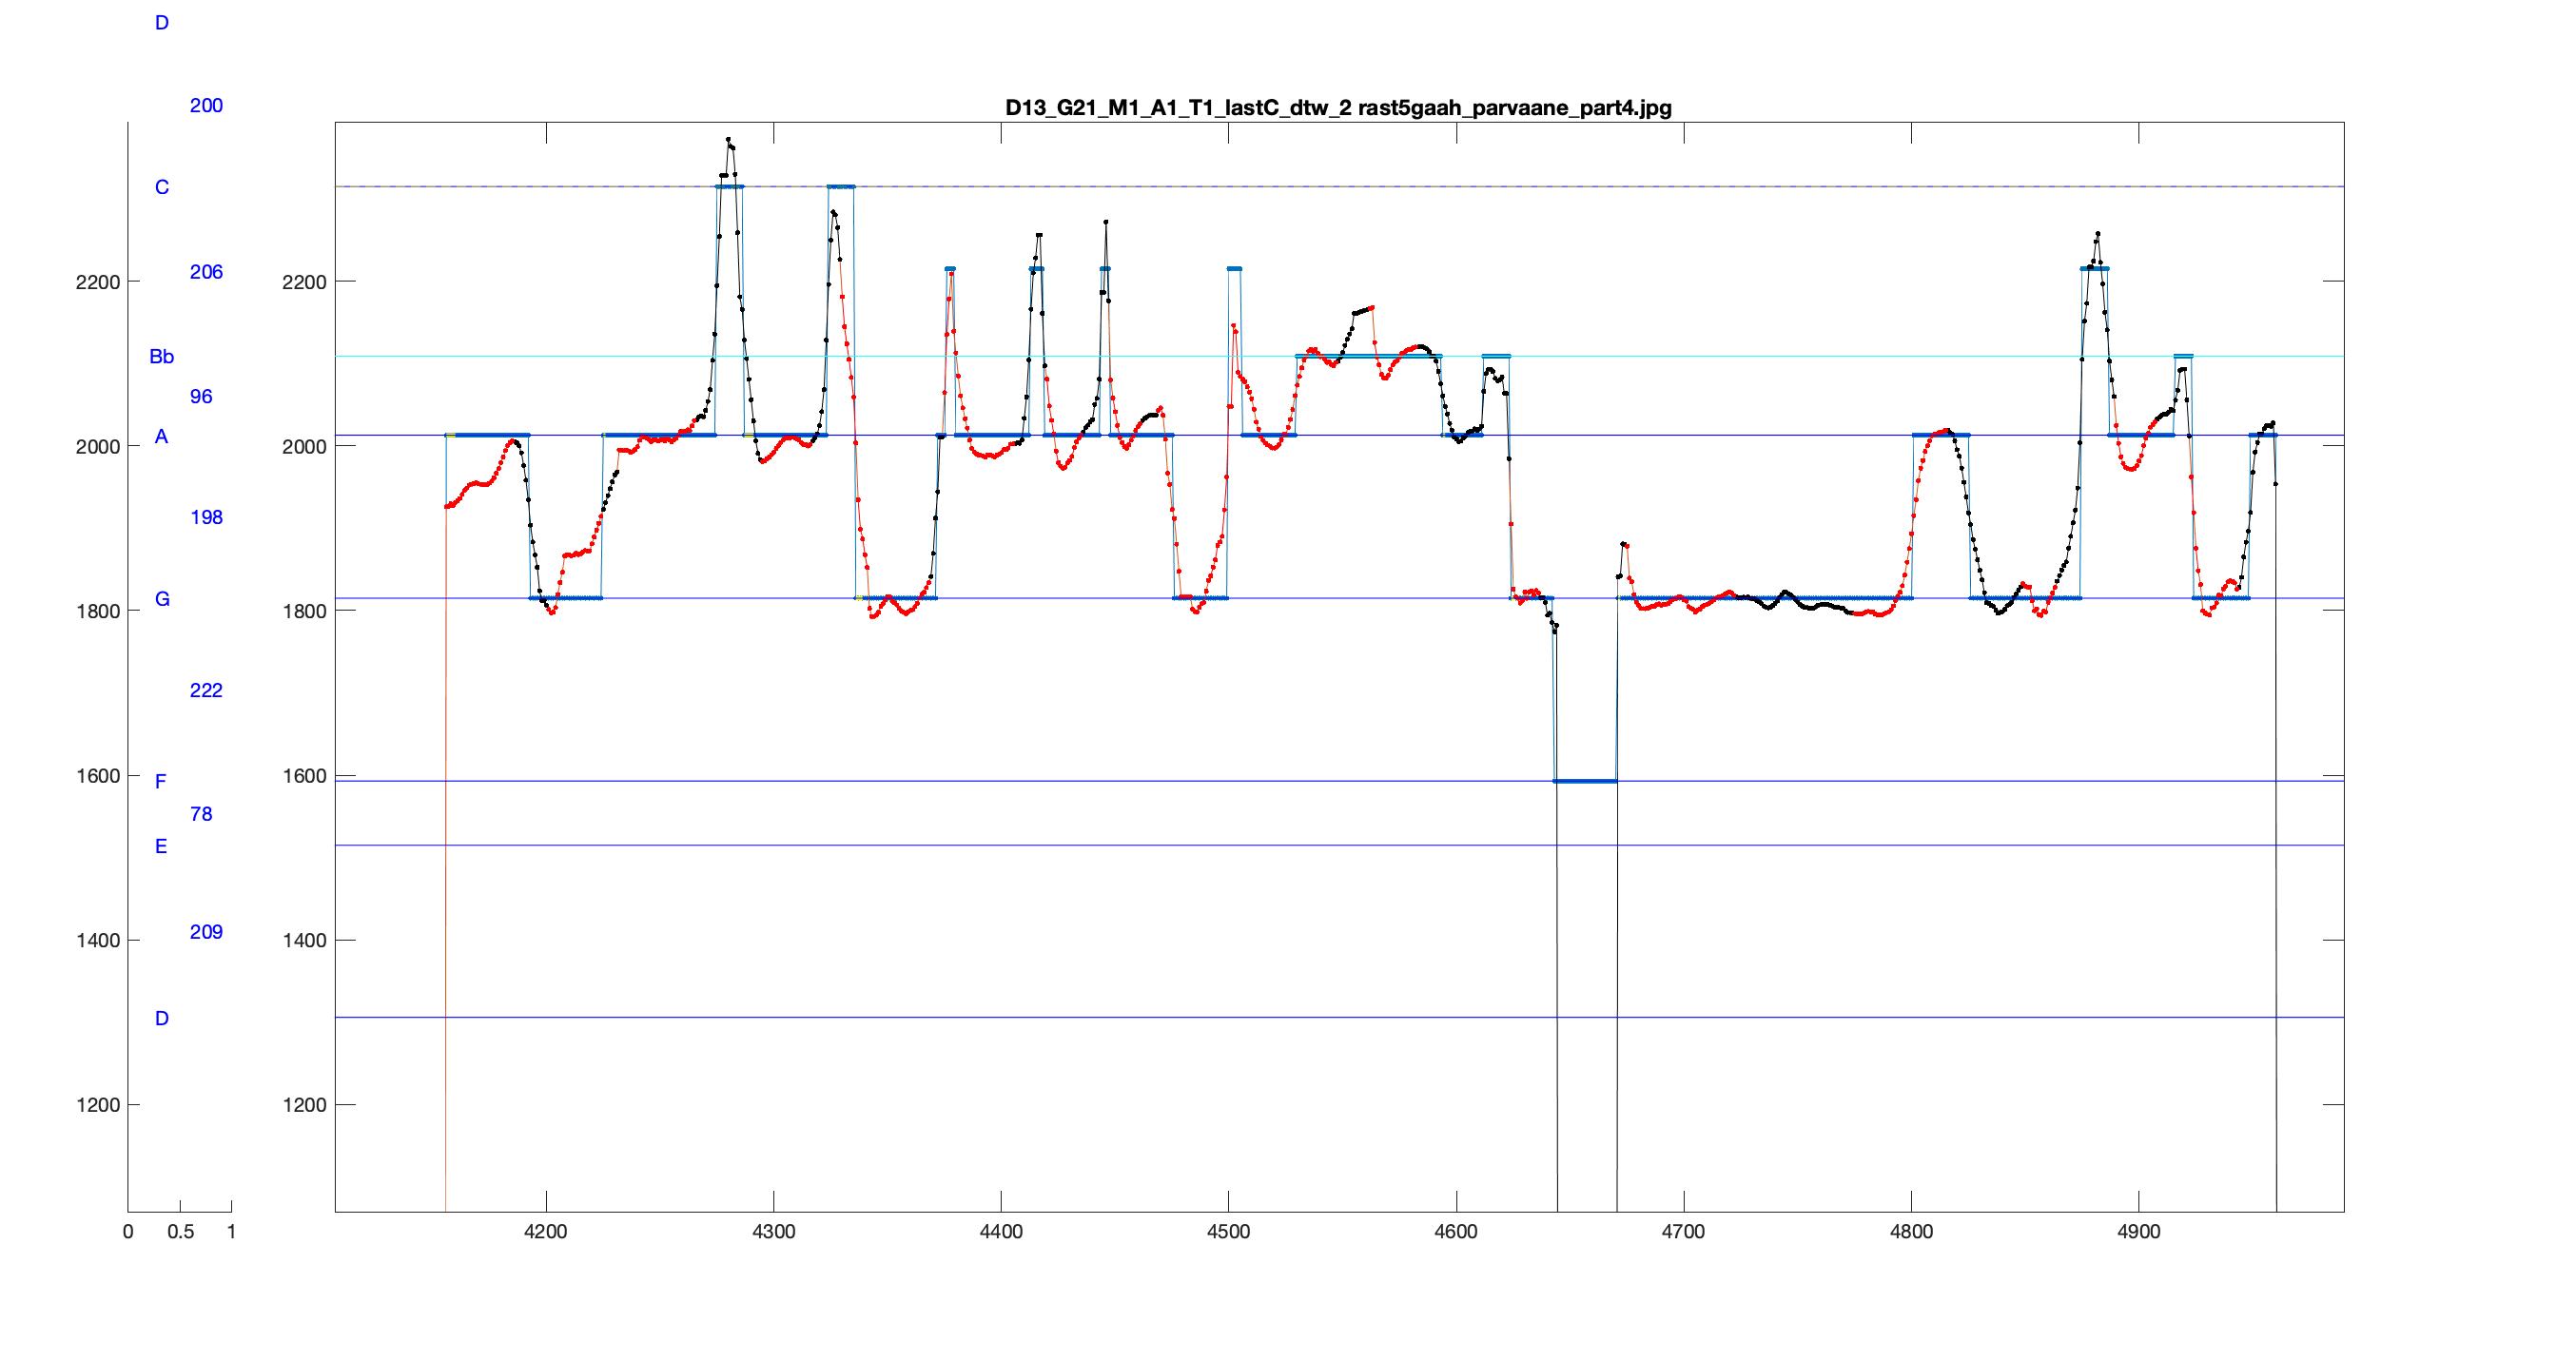 D
200
D13_G21_M1_A1_T1_lastC_dtw_2 rast5gaah_parvaane_part4.jpg
C
206
2200 2200
Bb
96
A
2000 2000
198
G
1800 1800
222
1600 F 1600
78
E
209
1400 1400
D
1200 1200
0 0.5 1 4200 4300 4400 4500 4600 4700 4800 4900